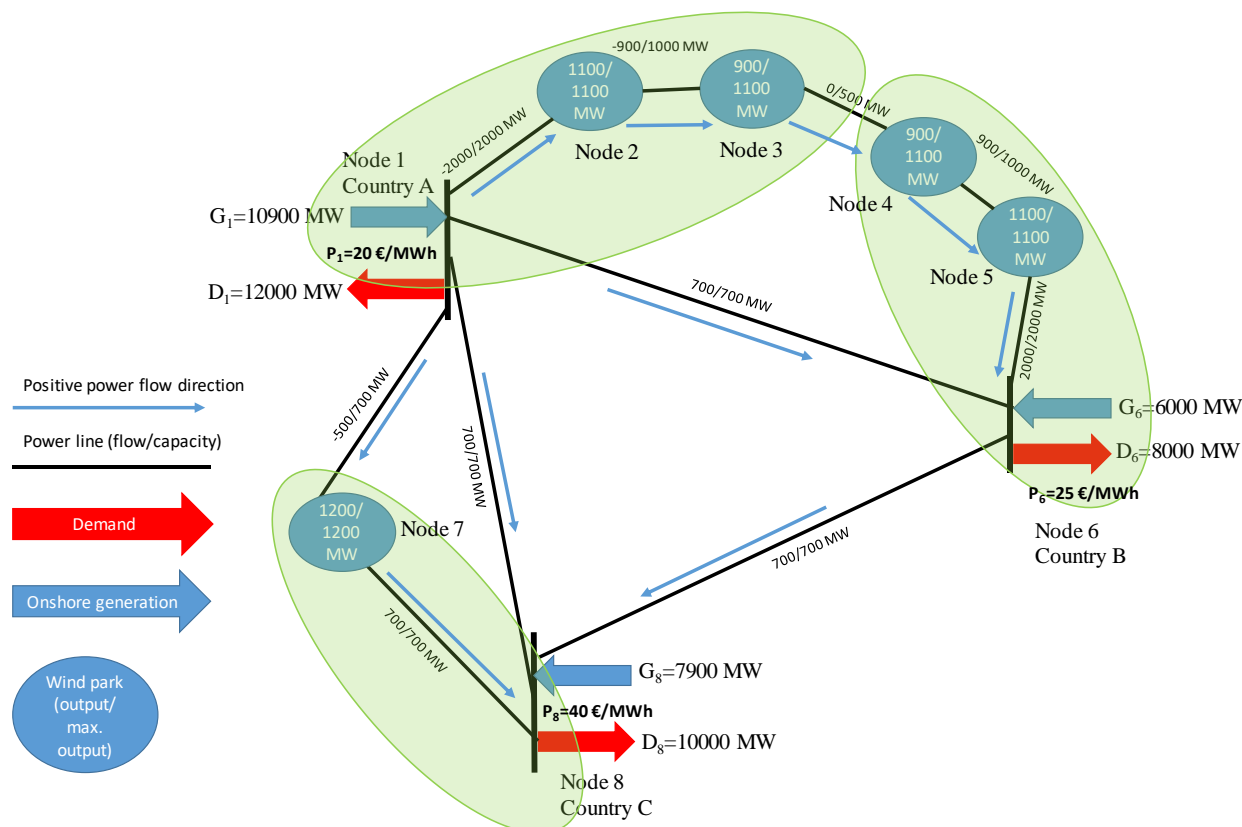 -900/1000 MW
1100/
1100
MW
900/
1100
MW
0/500 MW
-2000/2000 MW
Node 2
Node 3
900/
1100
MW
900/1000 MW
Node 1
Country A
Node 4
1100/
1100
MW
G1=10900 MW
P1=20 €/MWh
Node 5
D1=12000 MW
700/700 MW
2000/2000 MW
Positive power flow direction
-500/700 MW
G6=6000 MW
Power line (flow/capacity)
700/700 MW
D6=8000 MW
P6=25 €/MWh
Demand
1200/
1200
MW
Node 7
Node 6
Country B
700/700 MW
Onshore generation
700/700 MW
G8=7900 MW
Wind park
(output/
max.
output)
P8=40 €/MWh
D8=10000 MW
Node 8
Country C